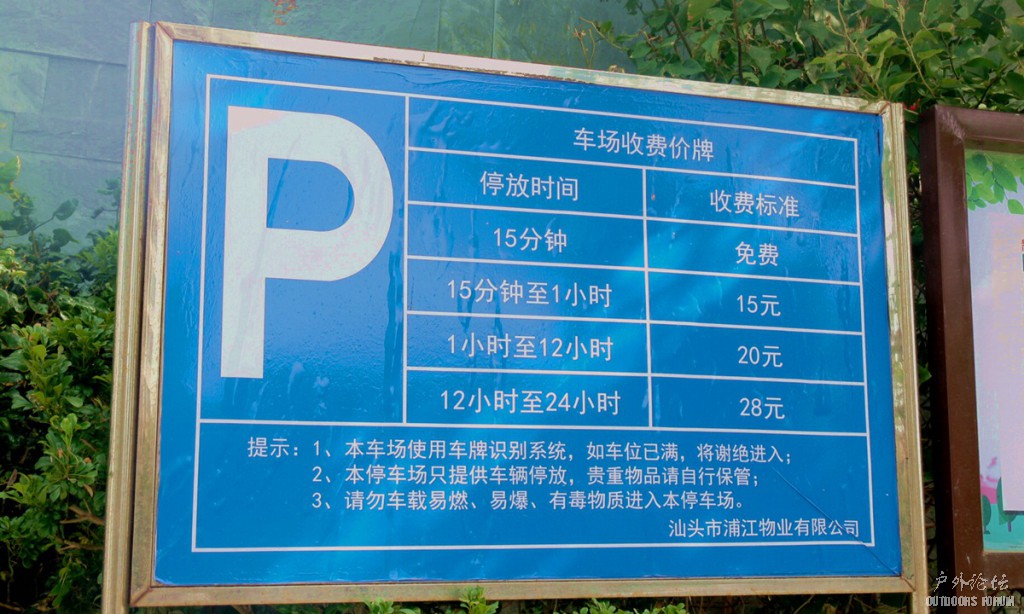 P
车场收费价牌
停放时间 收费标准
15分钟 免费
15分钟至1小时 15元
1小时至12小时 20元
12小时至24小时 28元
提示：1、本车场使用车牌识别系统，如车位已满，将谢绝进入；
2、本停车场只提供车辆停放，贵重物品请自行保管；
3、请勿车载易燃、易爆、有毒物质进入本停车场。
汕头市浦江物业有限公司
户外论坛
OUTDOORS FORUM